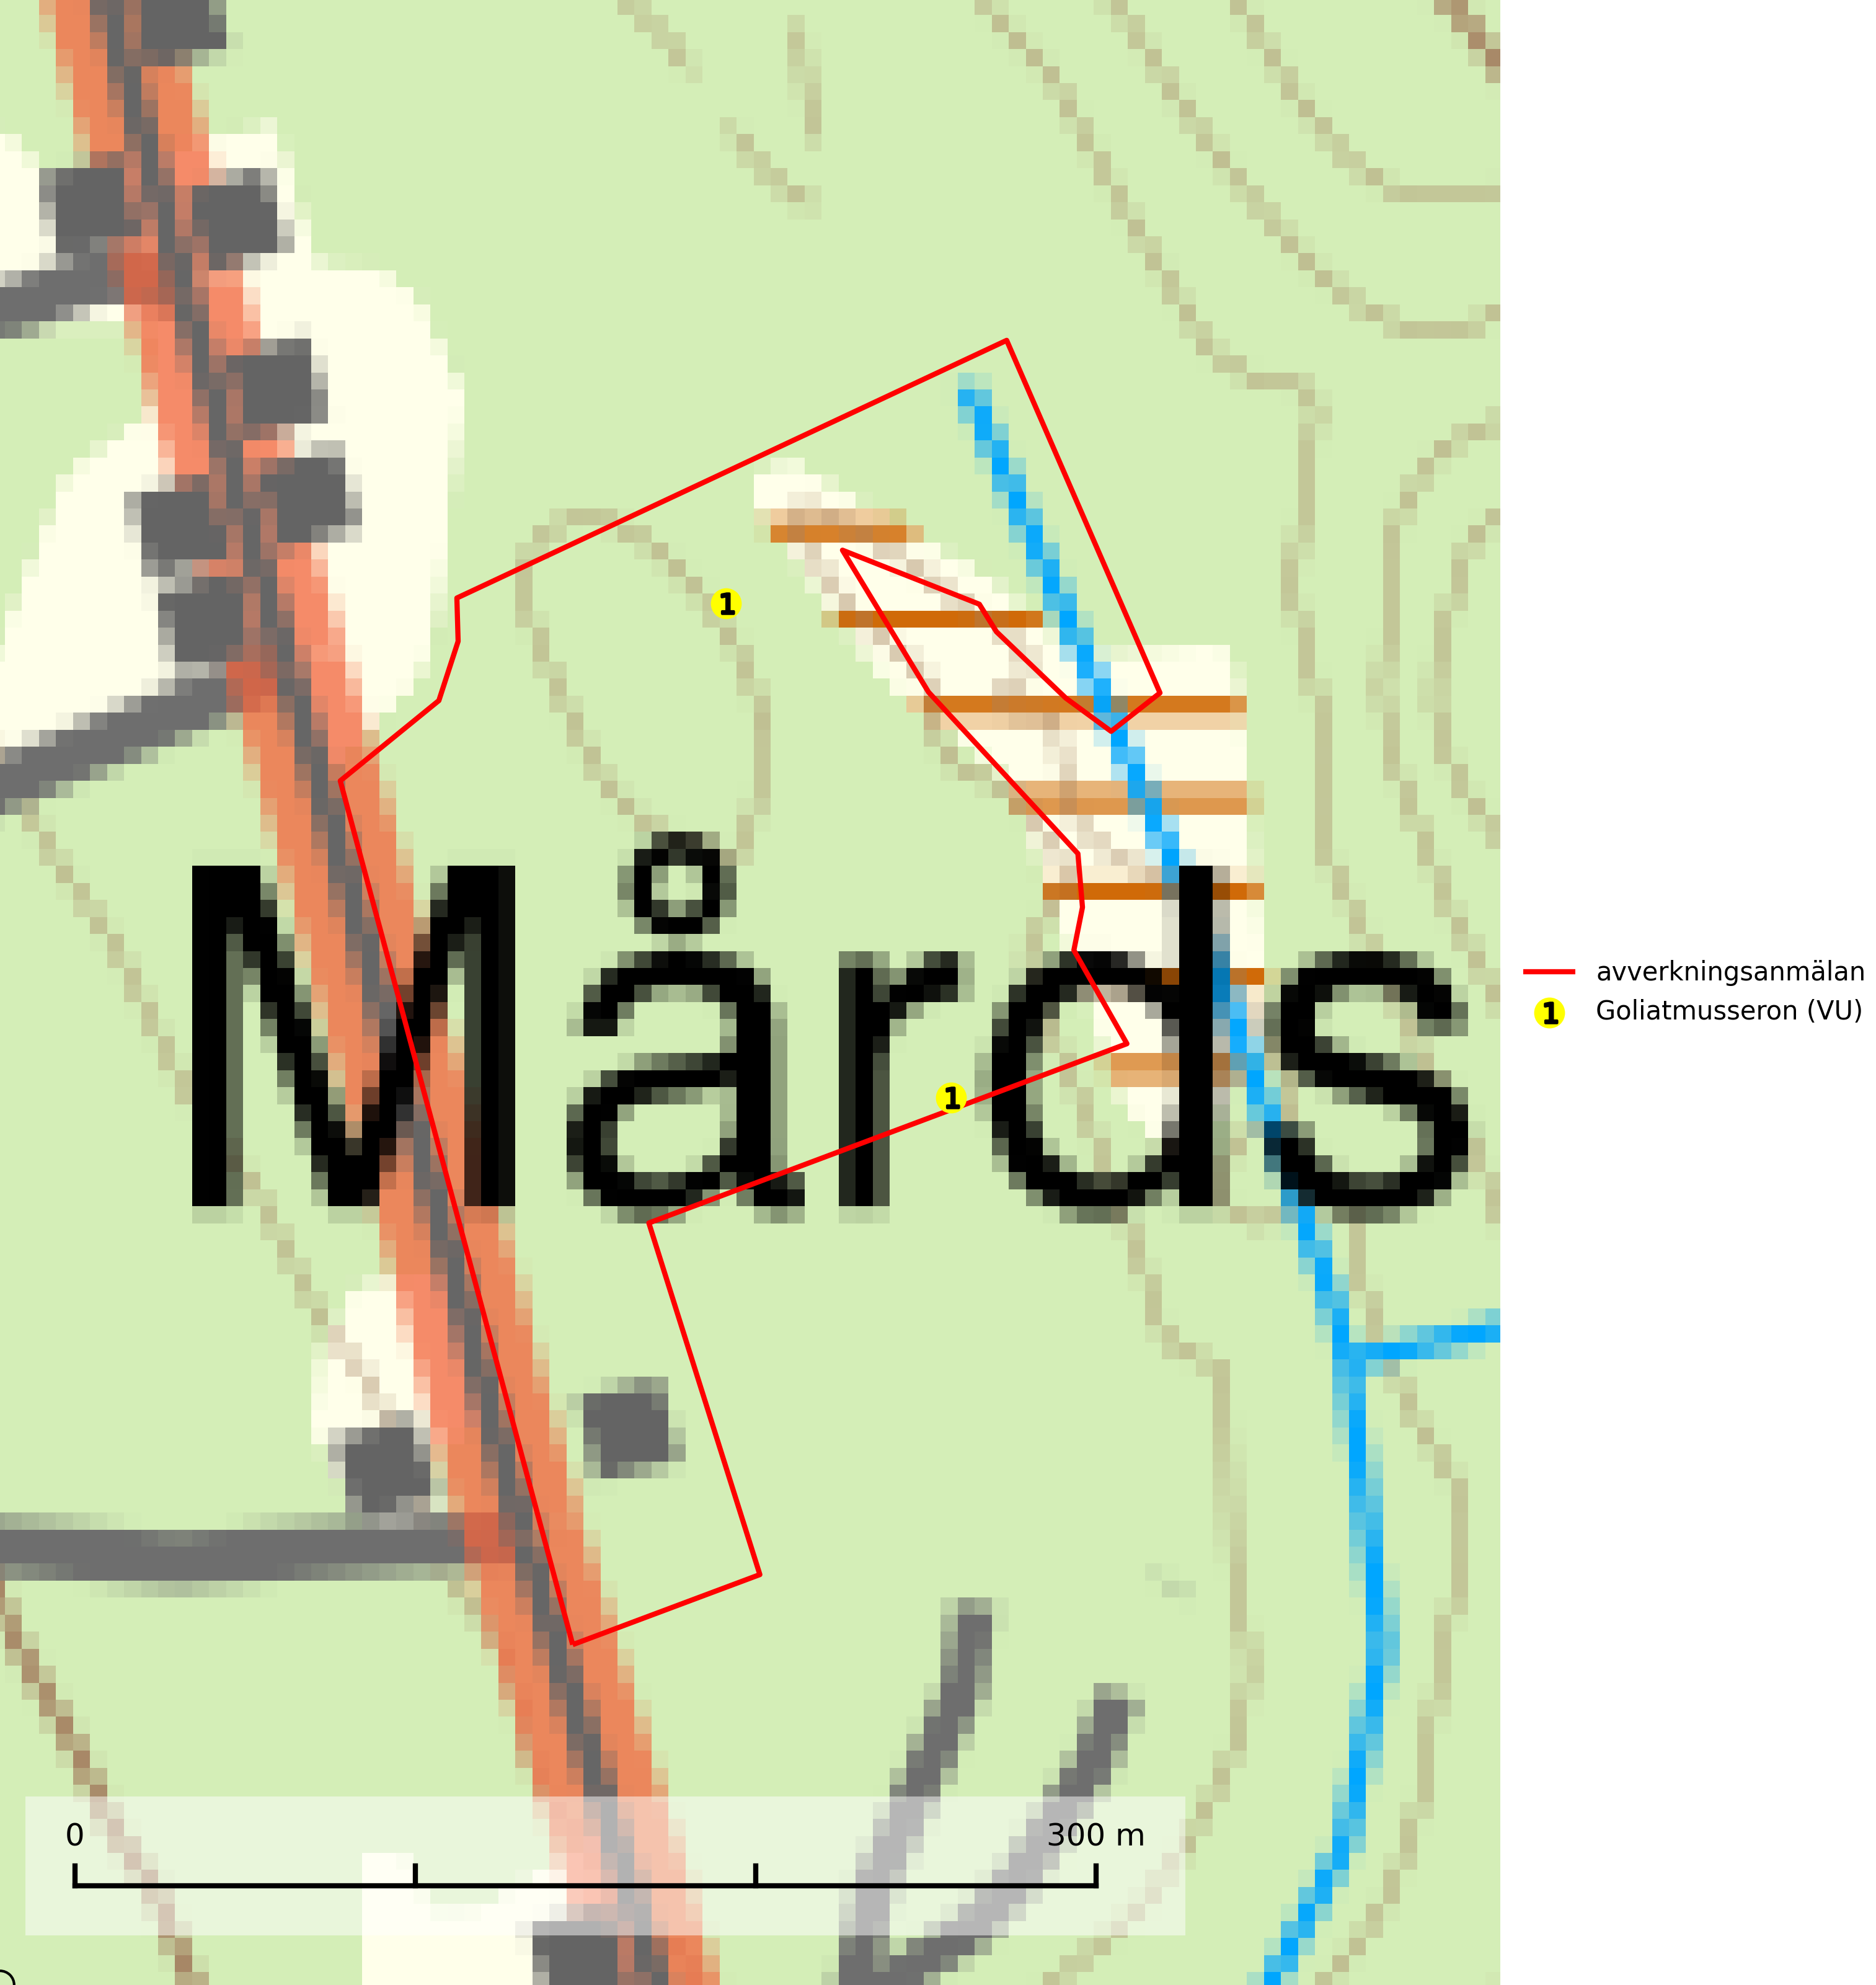 1
Mårds
1
avverkningsanmälan
1 Goliatmusseron (VU)
0 300 m